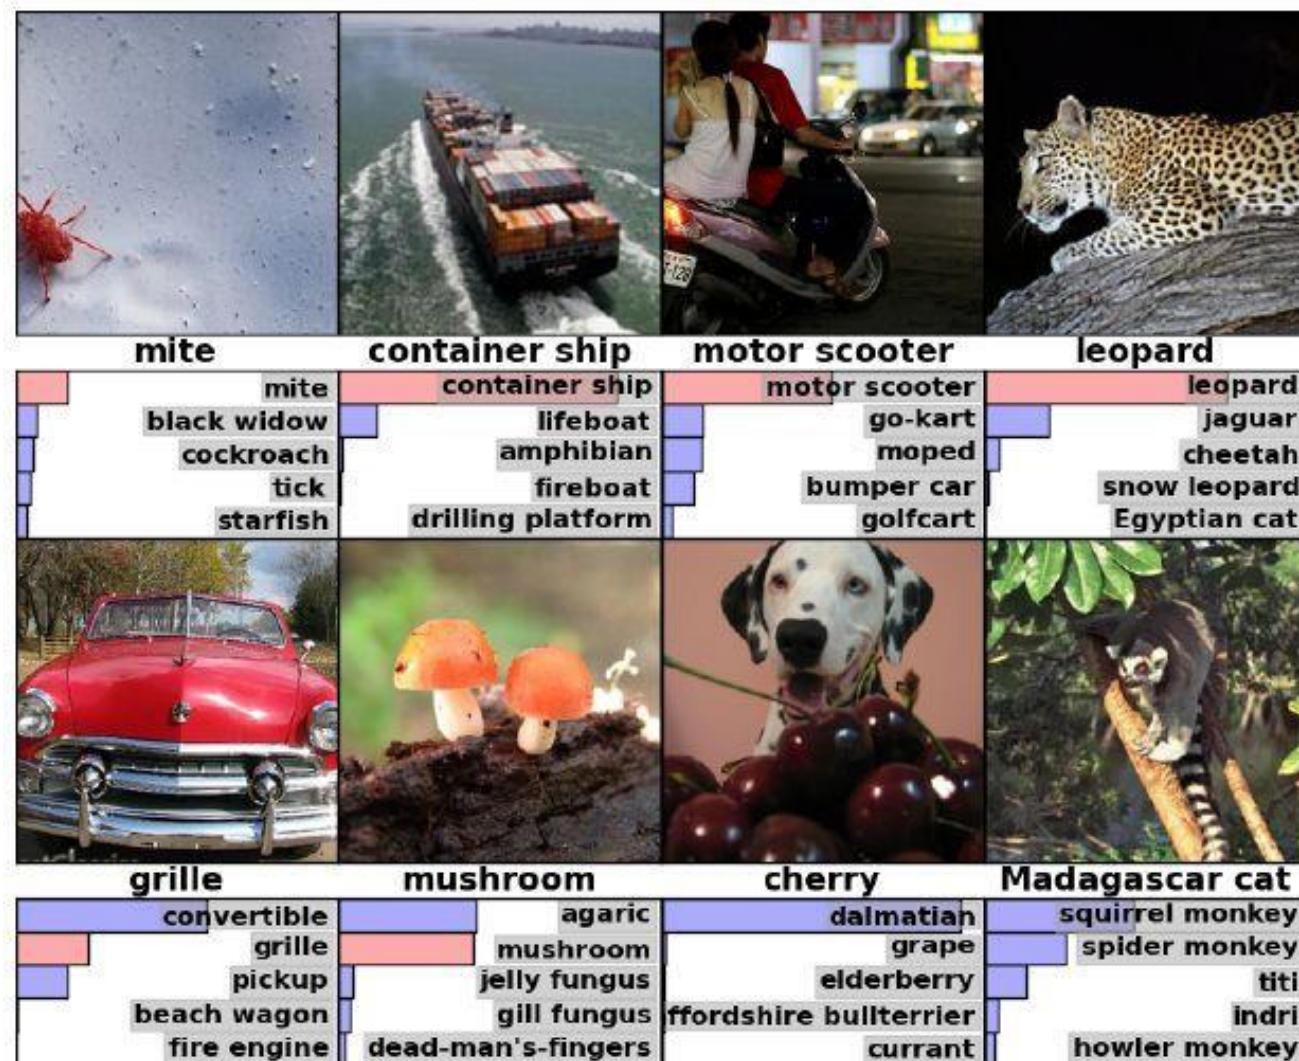 mite
container ship
motor scooter
leopard
mite
black widow
cockroach
tick
starfish
container ship
lifeboat
amphibian
fireboat
drilling platform
motor scooter
go-kart
moped
bumper car
golfcart
leopard
jaguar
cheetah
snow leopard
Egyptian cat
grille
mushroom
cherry
Madagascar cat
convertible
grille
pickup
beach wagon
fire engine
agaric
mushroom
jelly fungus
gill fungus
dead-man's-fingers
dalmatian
grape
elderberry
ffordshire bullterrier
currant
squirrel monkey
spider monkey
titi
indri
howler monkey